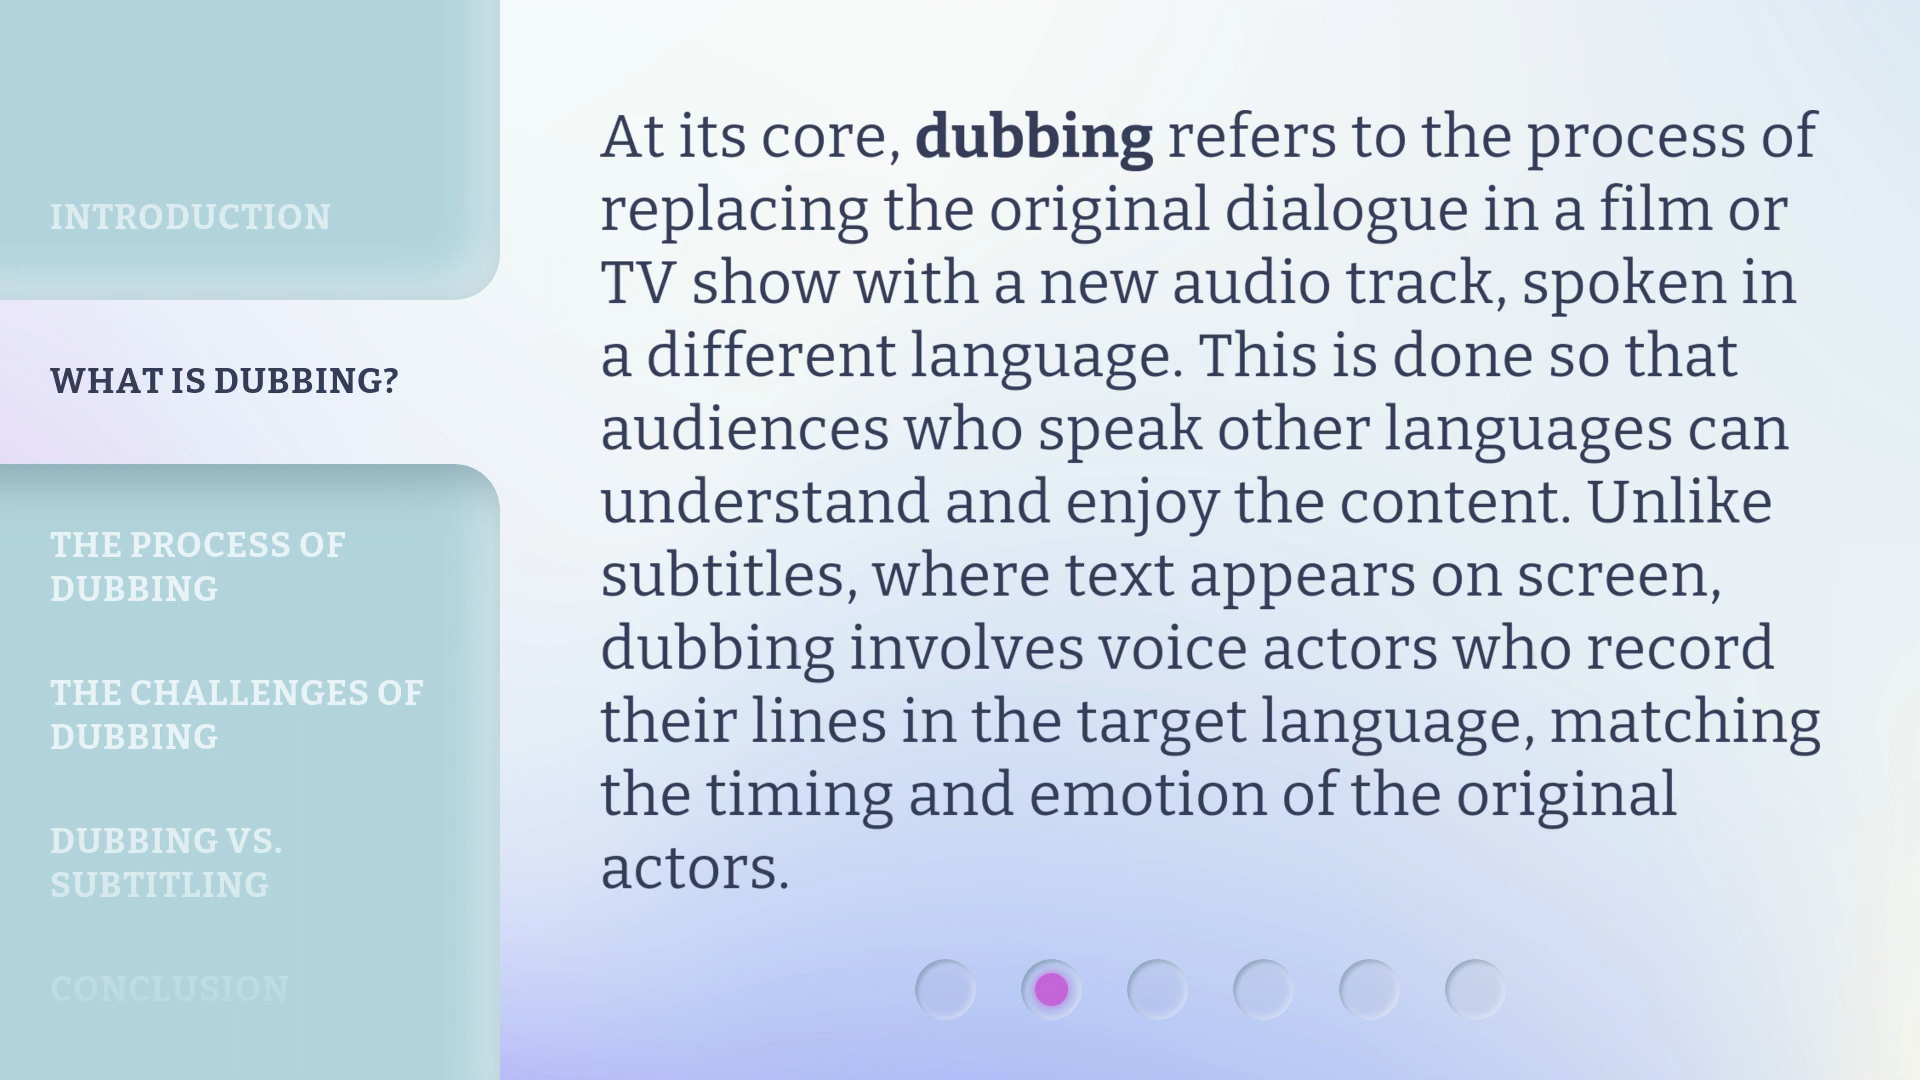 INTRODUCTION
WHAT IS DUBBING?
THE PROCESS OF
DUBBING
THE CHALLENGES OF
DUBBING
DUBBING VS.
SUBTITLING
CONCLUSION
At its core, dubbing refers to the process of
replacing the original dialogue in a film or
TV show with a new audio track, spoken in
a different language. This is done so that
audiences who speak other languages can
understand and enjoy the content. Unlike
subtitles, where text appears on screen,
dubbing involves voice actors who record
their lines in the target language, matching
the timing and emotion of the original
actors.